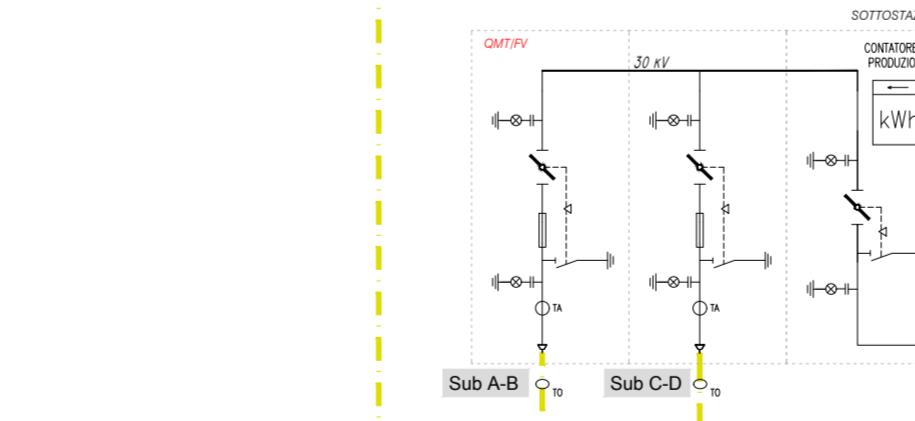 SOTTOSTAZ
QMT/FV
30 kV
CONTATORE
PRODUZIO
kWh
TA
TA
Sub A-B
TO
Sub C-D
TO